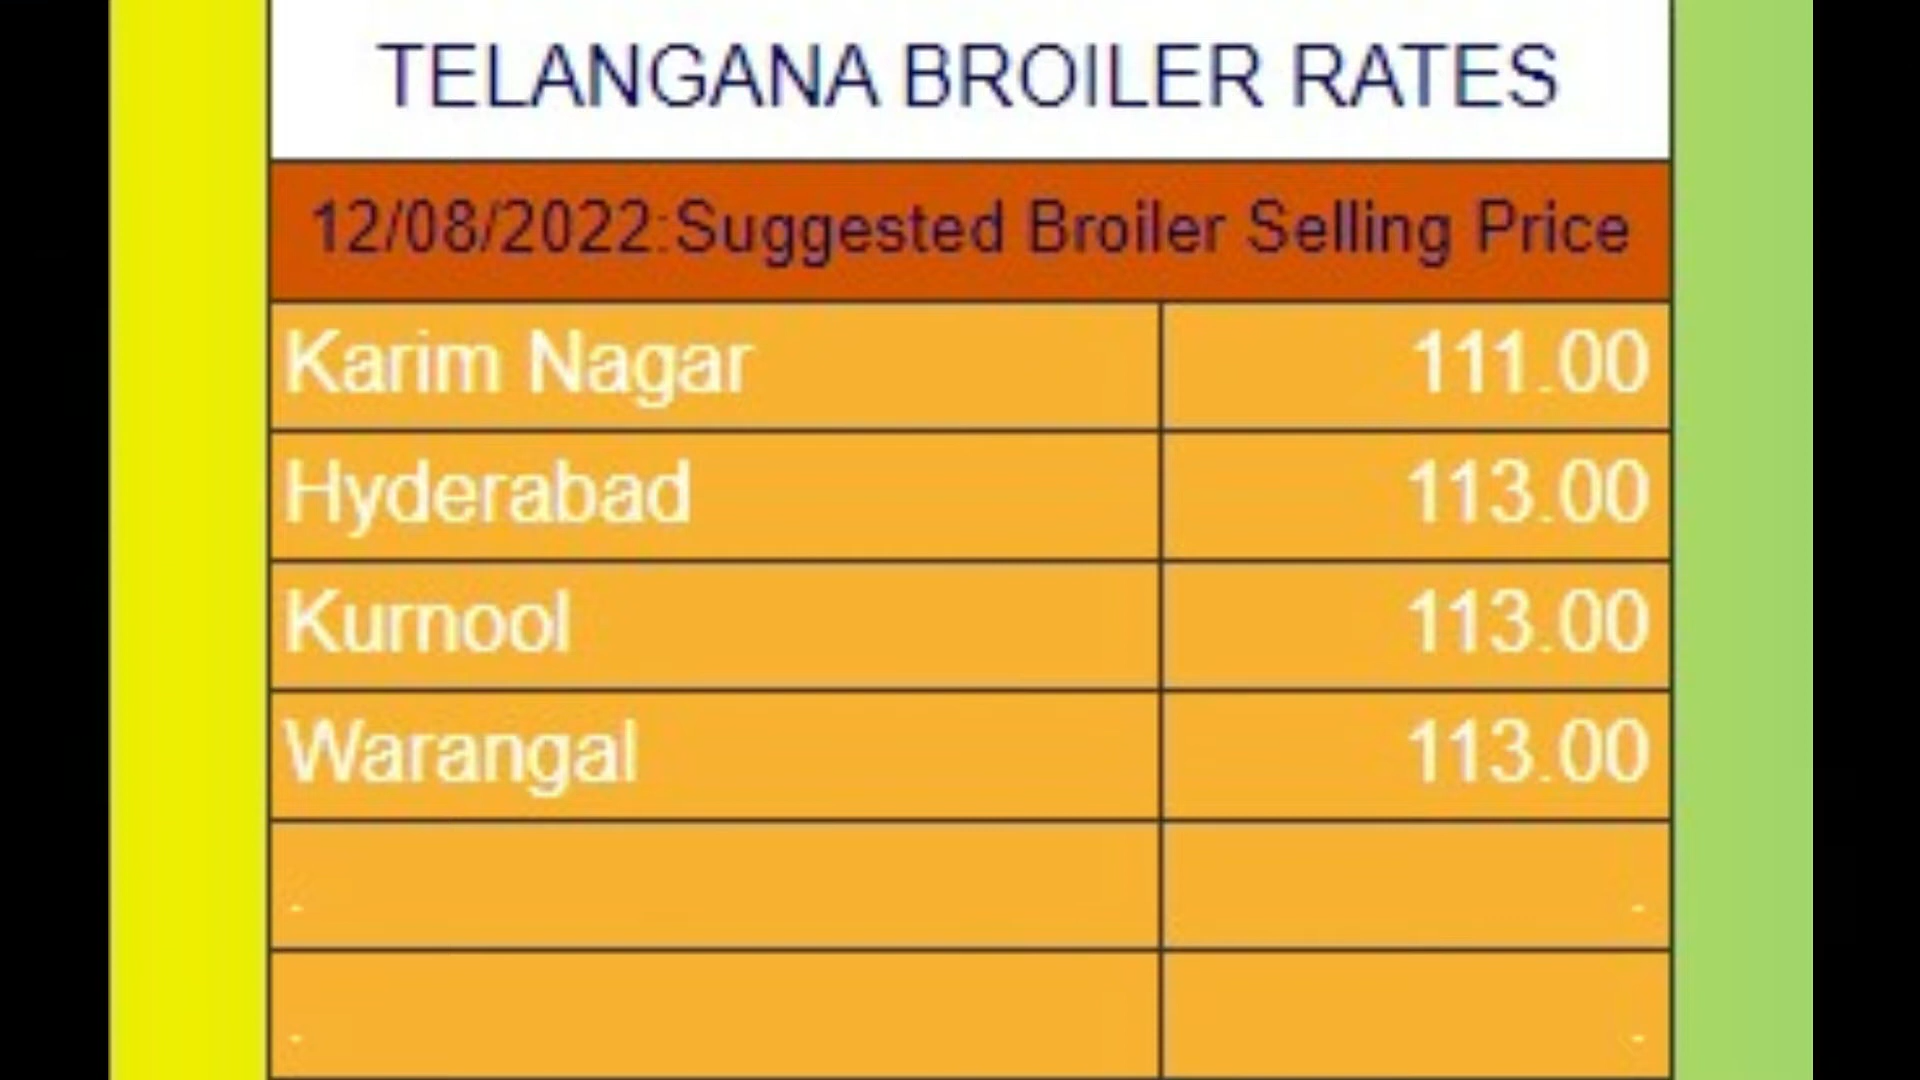 TELANGANA BROILER RATES
12/08/2022:Suggested Broiler Selling Price
Karim Nagar 111.00
Hyderabad 113.00
Kurnool 113.00
Warangal 113.00
. .
. .